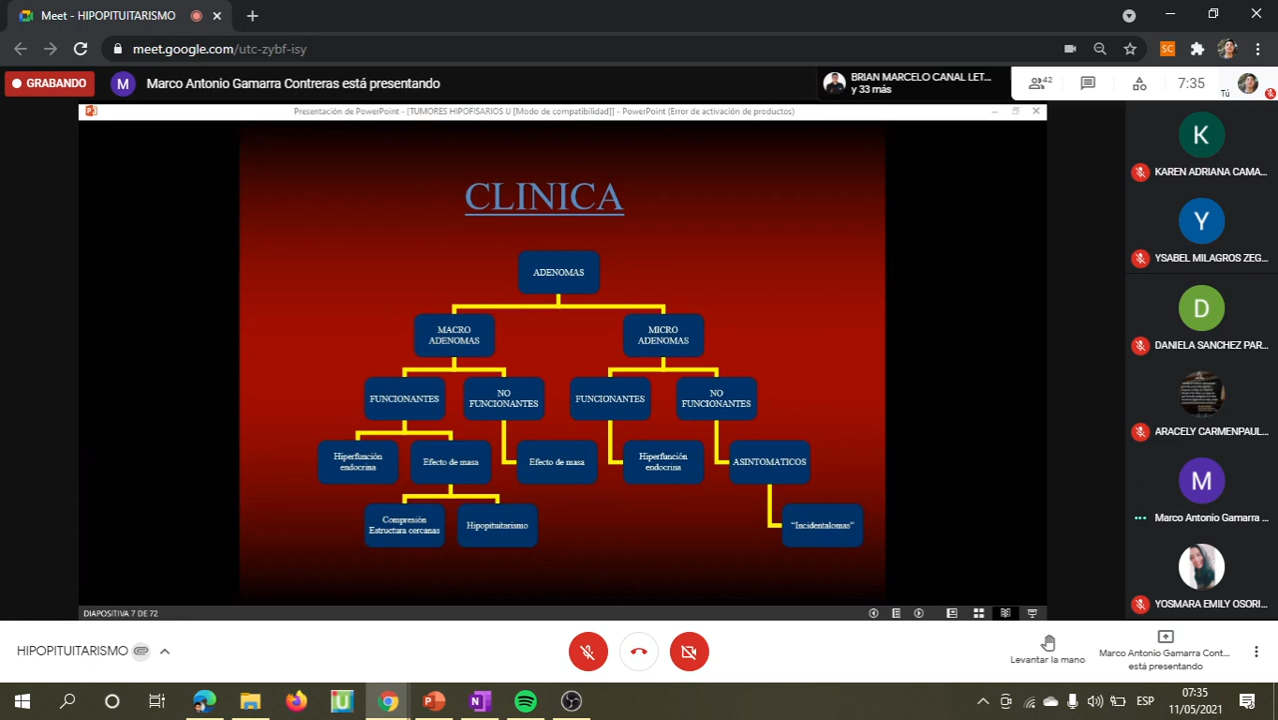 Meet - HIPOPITUITARISMO
meet.google.com/utc-zybf-isy
SC
GRABANDO
M
Marco Antonio Gamarra Contreras está presentando
BRIAN MARCELO CANAL LET...
y 33 más
42
7:35
Tú
Presentación de PowerPoint - [TUMORES HIPOFISARIOS U [Modo de compatibilidad]] - PowerPoint (Error de activación de productos)
CLINICA
ADENOMAS
MACRO
ADENOMAS
MICRO
ADENOMAS
FUNCIONANTES
NO
FUNCIONANTES
FUNCIONANTES
NO
FUNCIONANTES
Hiperfunción
endocrina
Efecto de masa
Efecto de masa
Hiperfunción
endocrina
ASINTOMATICOS
Compresión
Estructura cercanas
Hipopituitarismo
“Incidentalomas”
DIAPOSITIVA 7 DE 72
K
KAREN ADRIANA CAMA...
Y
YSABEL MILAGROS ZEG...
D
DANIELA SANCHEZ PAR...
ARACELY CARMENPAUL...
M
Marco Antonio Gamarra ...
YOSMARA EMILY OSORI...
HIPOPITUITARISMO
Levantar la mano
Marco Antonio Gamarra Cont...
está presentando
ESP
07:35
11/05/2021